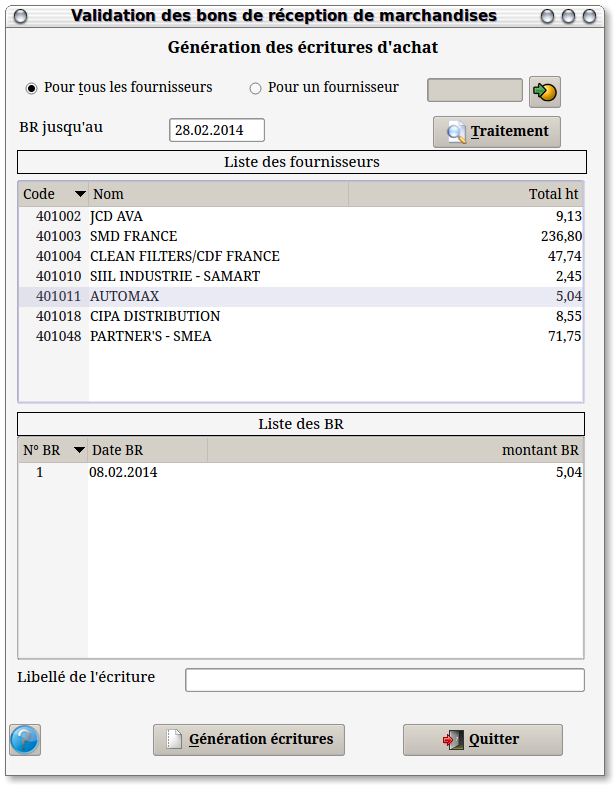 Validation des bons de réception de marchandises
Génération des écritures d'achat
Pour tous les fournisseurs Pour un fournisseur
BR jusqu'au 28.02.2014 Traitement
Liste des fournisseurs
Code Nom Total ht
401002 JCD AVA 9,13
401003 SMD FRANCE 236,80
401004 CLEAN FILTERS/CDF FRANCE 47,74
401010 SIIL INDUSTRIE - SAMART 2,45
401011 AUTOMAX 5,04
401018 CIPA DISTRIBUTION 8,55
401048 PARTNER'S - SMEA 71,75
Liste des BR
N° BR Date BR montant BR
1 08.02.2014 5,04
Libellé de l'écriture
Génération écritures Quitter